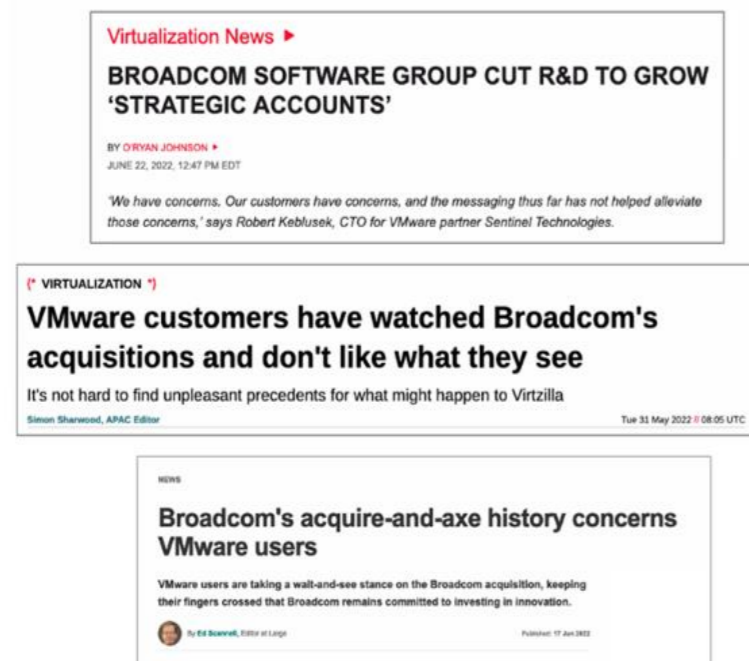 Virtualization News
BROADCOM SOFTWARE GROUP CUT R&D TO GROW
'STRATEGIC ACCOUNTS'
BY O'RYAN JOHNSON
JUNE 22, 2022, 12:47 PM EDT
'We have concerns. Our customers have concerns, and the messaging thus far has not helped alleviate
those concerns,' says Robert Keblusek, CTO for VMware partner Sentinel Technologies.
{* VIRTUALIZATION *}
VMware customers have watched Broadcom's
acquisitions and don't like what they see
It's not hard to find unpleasant precedents for what might happen to Virtzilla
Simon Sharwood, APAC Editor
Tue 31 May 2022 // 08:05 UTC
NEWS
Broadcom's acquire-and-axe history concerns
VMware users
VMware users are taking a wait-and-see stance on the Broadcom acquisition, keeping
their fingers crossed that Broadcom remains committed to investing in innovation.
By Ed Scannell, Editor at Large
Published: 17 Jun 2022